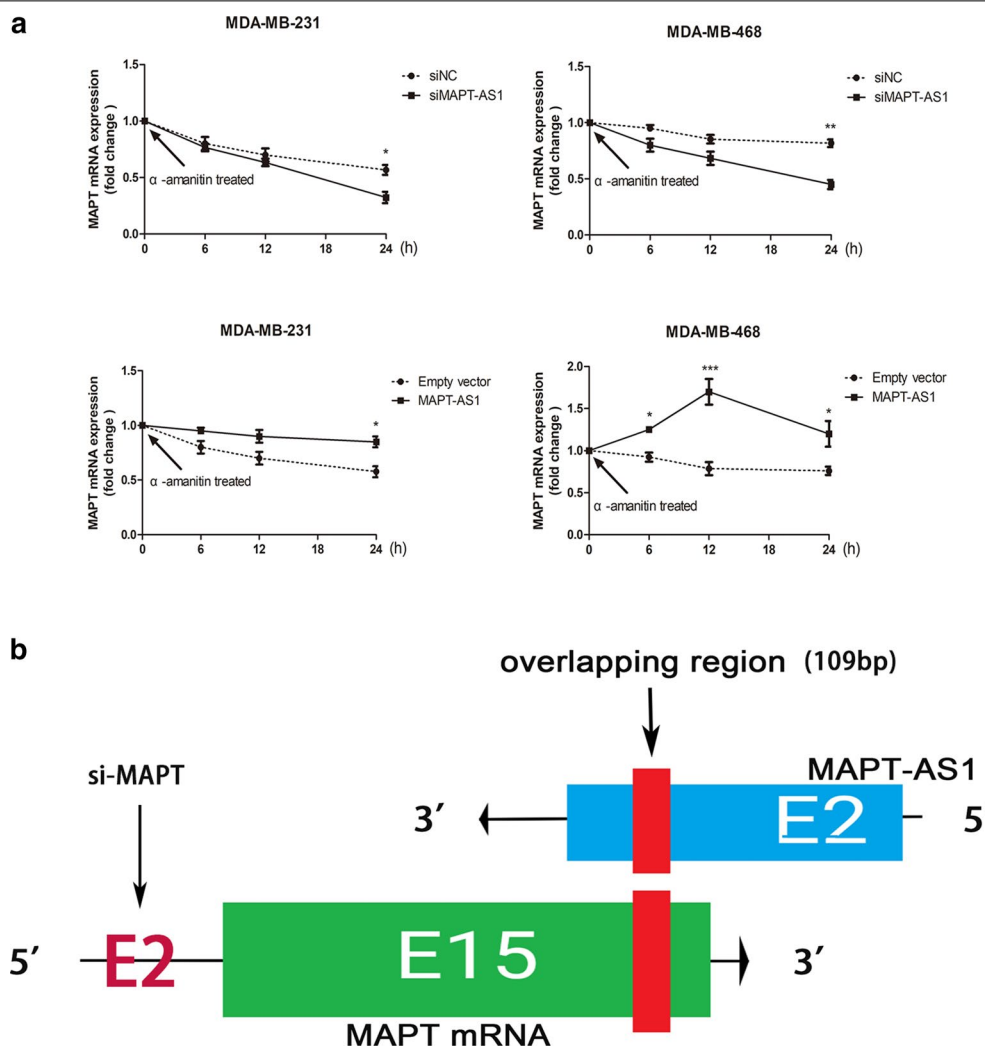 a
MDA-MB-231
MAPT mRNA expression
(fold change )
1.5
1.0
0.5
0.0
0 6 12 18 24 (h)
α -amanitin treated
*
siNC
siMAPT-AS1
MDA-MB-468
MAPT mRNA expression
(fold change )
1.5
1.0
0.5
0.0
0 6 12 18 24 (h)
α -amanitin treated
**
siNC
siMAPT-AS1
MDA-MB-231
MAPT mRNA expression
(fold change )
1.5
1.0
0.5
0.0
0 6 12 18 24 (h)
α -amanitin treated
*
Empty vector
MAPT-AS1
MDA-MB-468
MAPT mRNA expression
(fold change )
2.0
1.5
1.0
0.5
0.0
0 6 12 18 24 (h)
α -amanitin treated
* *** *
Empty vector
MAPT-AS1
b
overlapping region (109bp)
si-MAPT
MAPT-AS1
3′ E2 5
5′ E2 E15 3′
MAPT mRNA